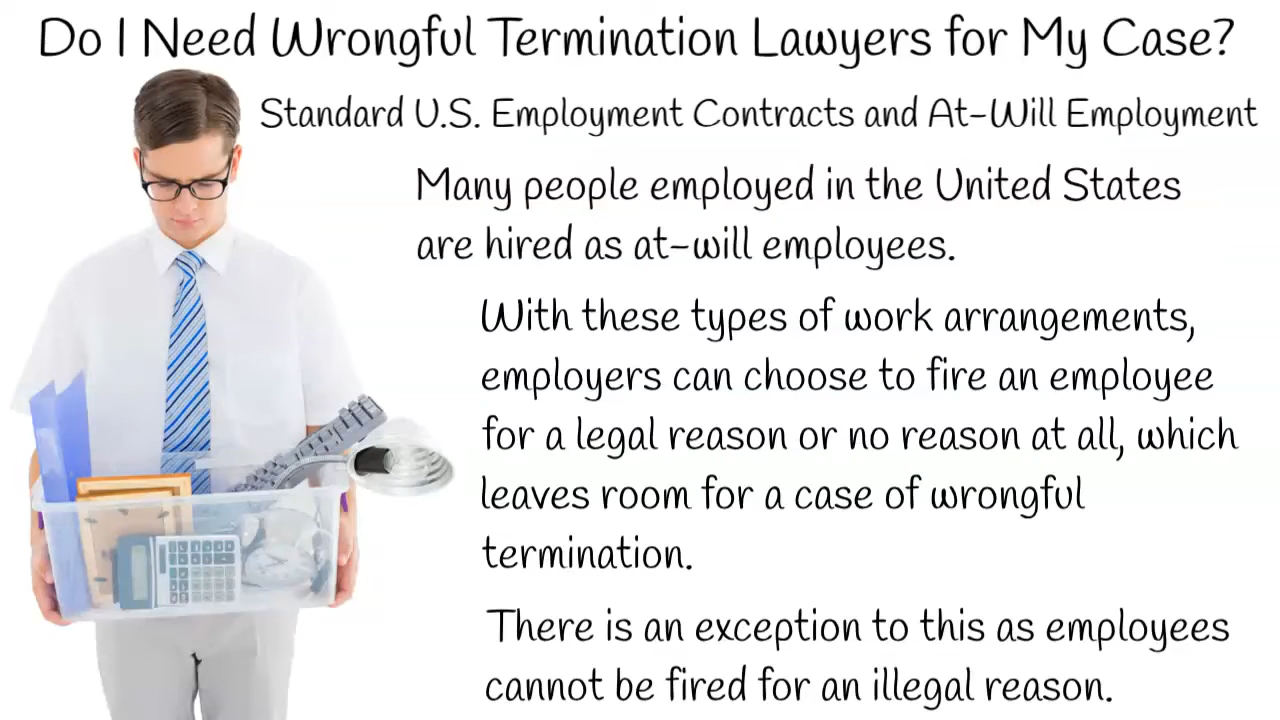 Do I Need Wrongful Termination Lawyers for My Case?
Standard U.S. Employment Contracts and At-Will Employment
Many people employed in the United States
are hired as at-will employees.
With these types of work arrangements,
employers can choose to fire an employee
for a legal reason or no reason at all, which
leaves room for a case of wrongful
termination.
There is an exception to this as employees
cannot be fired for an illegal reason.